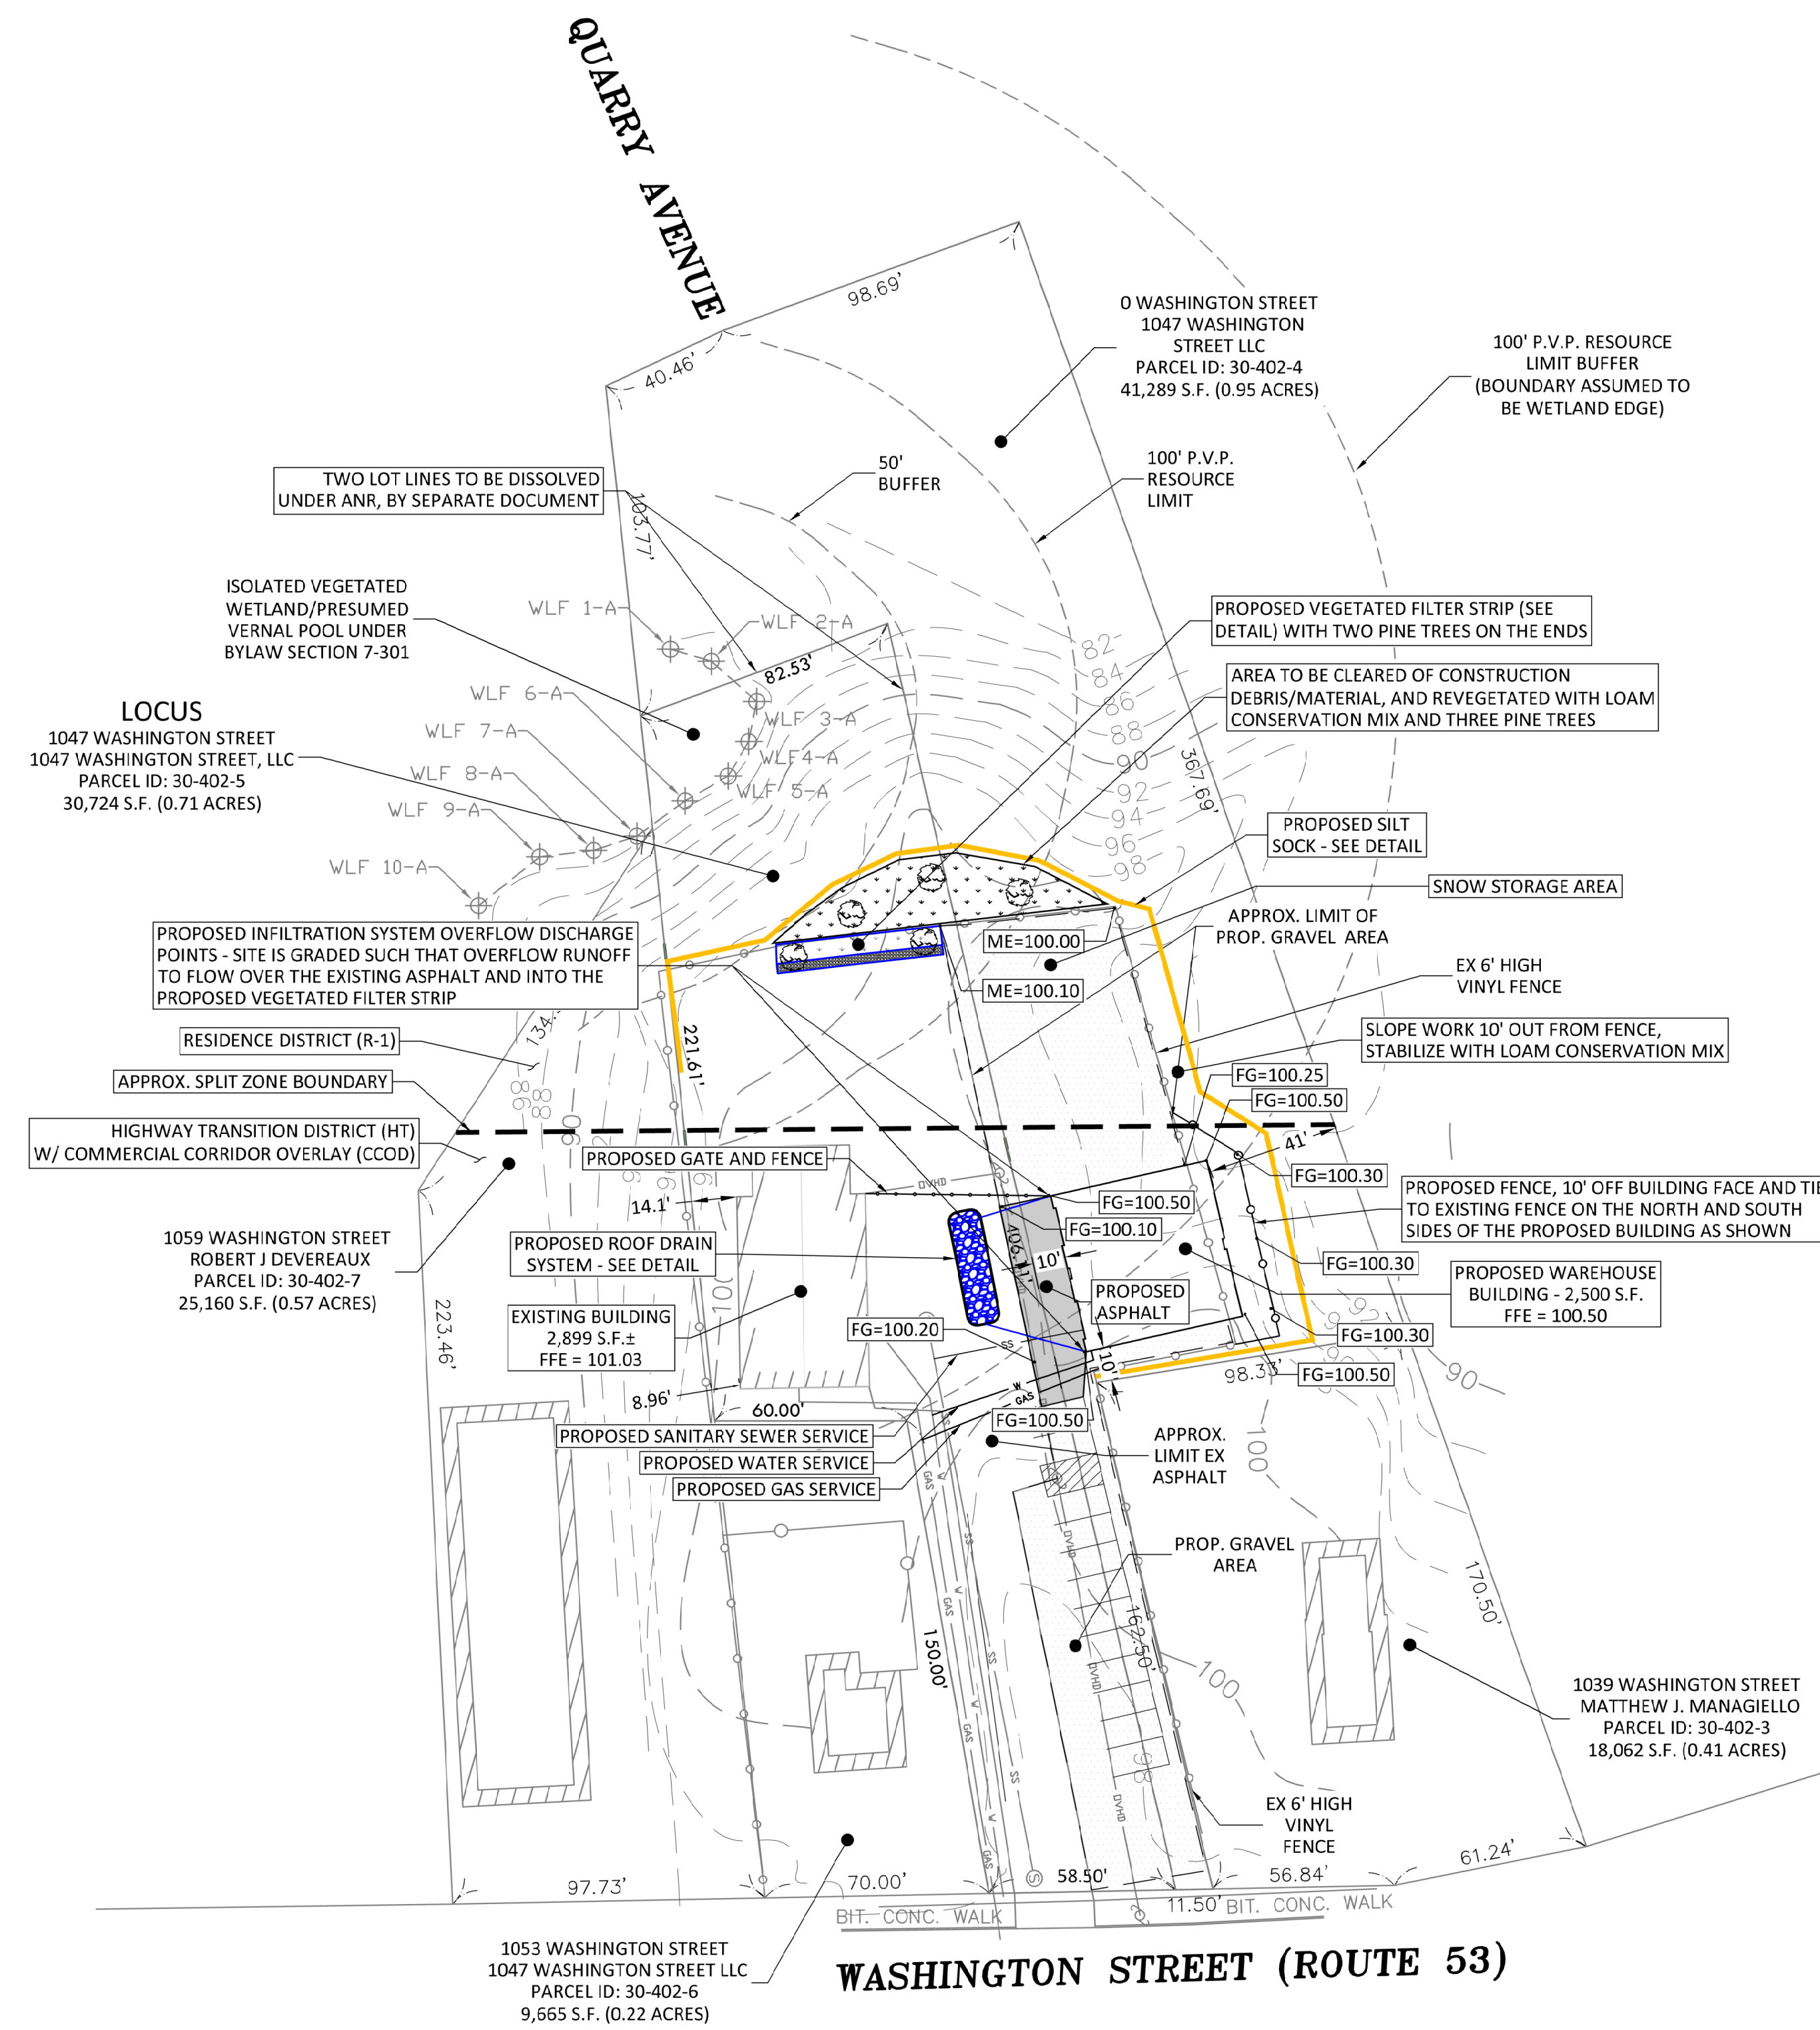 QUARRY AVENUE
98.69'
40.46'
0 WASHINGTON STREET
1047 WASHINGTON
STREET LLC
PARCEL ID: 30-402-4
41,289 S.F. (0.95 ACRES)
100' P.V.P. RESOURCE
LIMIT BUFFER
(BOUNDARY ASSUMED TO
BE WETLAND EDGE)
50'
BUFFER
100' P.V.P.
RESOURCE
LIMIT
TWO LOT LINES TO BE DISSOLVED
UNDER ANR, BY SEPARATE DOCUMENT
103.77'
ISOLATED VEGETATED
WETLAND/PRESUMED
VERNAL POOL UNDER
BYLAW SECTION 7-301
WLF 1-A
WLF 2-A
82.53'
WLF 6-A
WLF 3-A
WLF 7-A
WLF4-A
WLF 8-A
WLF 5-A
WLF 9-A
WLF 10-A
PROPOSED VEGETATED FILTER STRIP (SEE
DETAIL) WITH TWO PINE TREES ON THE ENDS
82
84
86
88
90
92
94
96
98
AREA TO BE CLEARED OF CONSTRUCTION
DEBRIS/MATERIAL, AND REVEGETATED WITH LOAM
CONSERVATION MIX AND THREE PINE TREES
367.69'
LOCUS
1047 WASHINGTON STREET
1047 WASHINGTON STREET, LLC
PARCEL ID: 30-402-5
30,724 S.F. (0.71 ACRES)
PROPOSED SILT
SOCK - SEE DETAIL
SNOW STORAGE AREA
APPROX. LIMIT OF
PROP. GRAVEL AREA
ME=100.00
ME=100.10
EX 6' HIGH
VINYL FENCE
PROPOSED INFILTRATION SYSTEM OVERFLOW DISCHARGE
POINTS - SITE IS GRADED SUCH THAT OVERFLOW RUNOFF
TO FLOW OVER THE EXISTING ASPHALT AND INTO THE
PROPOSED VEGETATED FILTER STRIP
RESIDENCE DISTRICT (R-1)
221.61'
SLOPE WORK 10' OUT FROM FENCE,
STABILIZE WITH LOAM CONSERVATION MIX
APPROX. SPLIT ZONE BOUNDARY
FG=100.25
FG=100.50
HIGHWAY TRANSITION DISTRICT (HT)
W/ COMMERCIAL CORRIDOR OVERLAY (CCOD)
41'
PROPOSED GATE AND FENCE
OVHD
FG=100.30
14.1'
FG=100.50
FG=100.10
PROPOSED FENCE, 10' OFF BUILDING FACE AND TIE
TO EXISTING FENCE ON THE NORTH AND SOUTH
SIDES OF THE PROPOSED BUILDING AS SHOWN
1059 WASHINGTON STREET
ROBERT J DEVEREAUX
PARCEL ID: 30-402-7
25,160 S.F. (0.57 ACRES)
PROPOSED ROOF DRAIN
SYSTEM - SEE DETAIL
406.11'
10'
FG=100.30
PROPOSED
ASPHALT
PROPOSED WAREHOUSE
BUILDING - 2,500 S.F.
FFE = 100.50
EXISTING BUILDING
2,899 S.F.±
FFE = 101.03
100
FG=100.20
FG=100.30
223.46'
SS
10'
98.33'
FG=100.50
90
8.96'
W
GAS
60.00'
FG=100.50
PROPOSED SANITARY SEWER SERVICE
PROPOSED WATER SERVICE
PROPOSED GAS SERVICE
APPROX.
LIMIT EX
ASPHALT
100
PROP. GRAVEL
AREA
170.50'
150.00'
162.50'
100
98
1039 WASHINGTON STREET
MATTHEW J. MANAGIELLO
PARCEL ID: 30-402-3
18,062 S.F. (0.41 ACRES)
EX 6' HIGH
VINYL
FENCE
97.73'
70.00'
58.50'
11.50'
56.84'
61.24'
BIT. CONC. WALK
BIT. CONC. WALK
1053 WASHINGTON STREET
1047 WASHINGTON STREET LLC
PARCEL ID: 30-402-6
9,665 S.F. (0.22 ACRES)
WASHINGTON STREET (ROUTE 53)